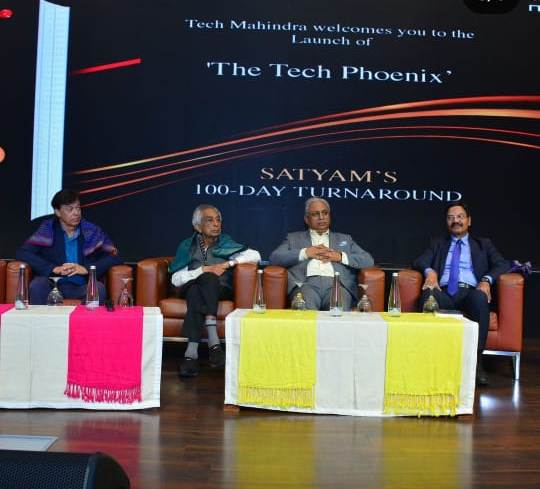 Tech Mahindra welcomes you to the
Launch of
'The Tech Phoenix'
SATYAM'S
100-DAY TURNAROUND